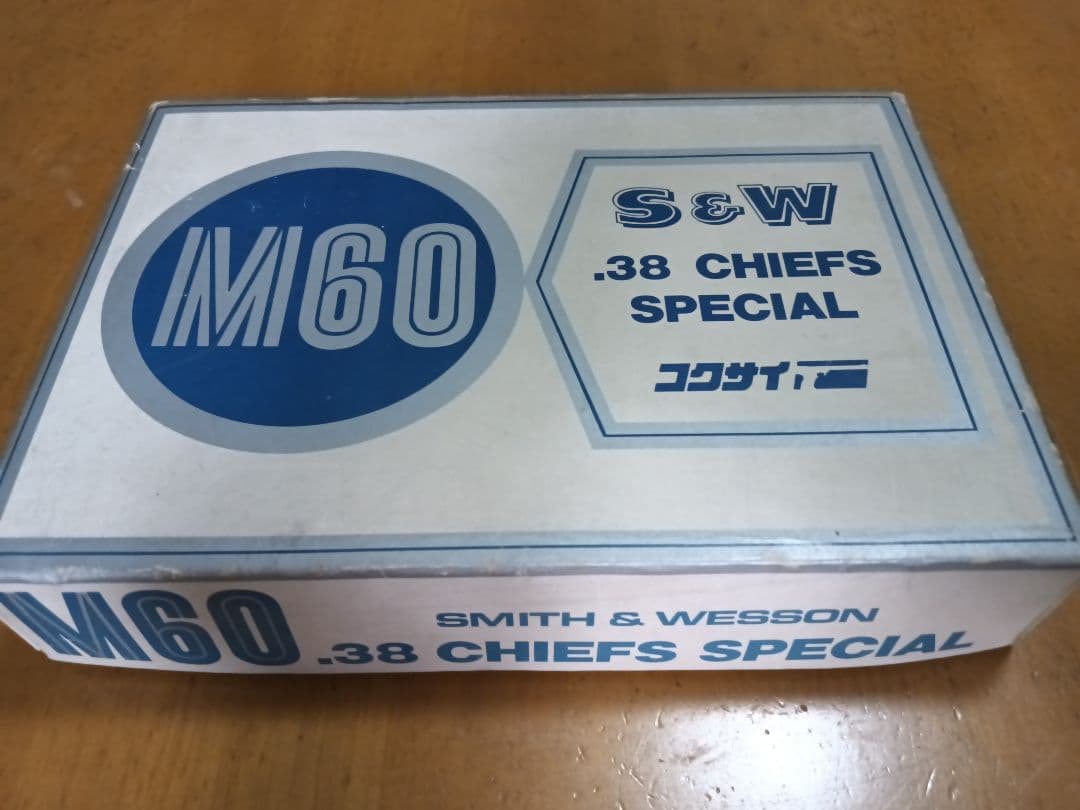 M60
S&W
.38 CHIEFS
SPECIAL
コクサイ
M60
SMITH & WESSON
.38 CHIEFS SPECIAL